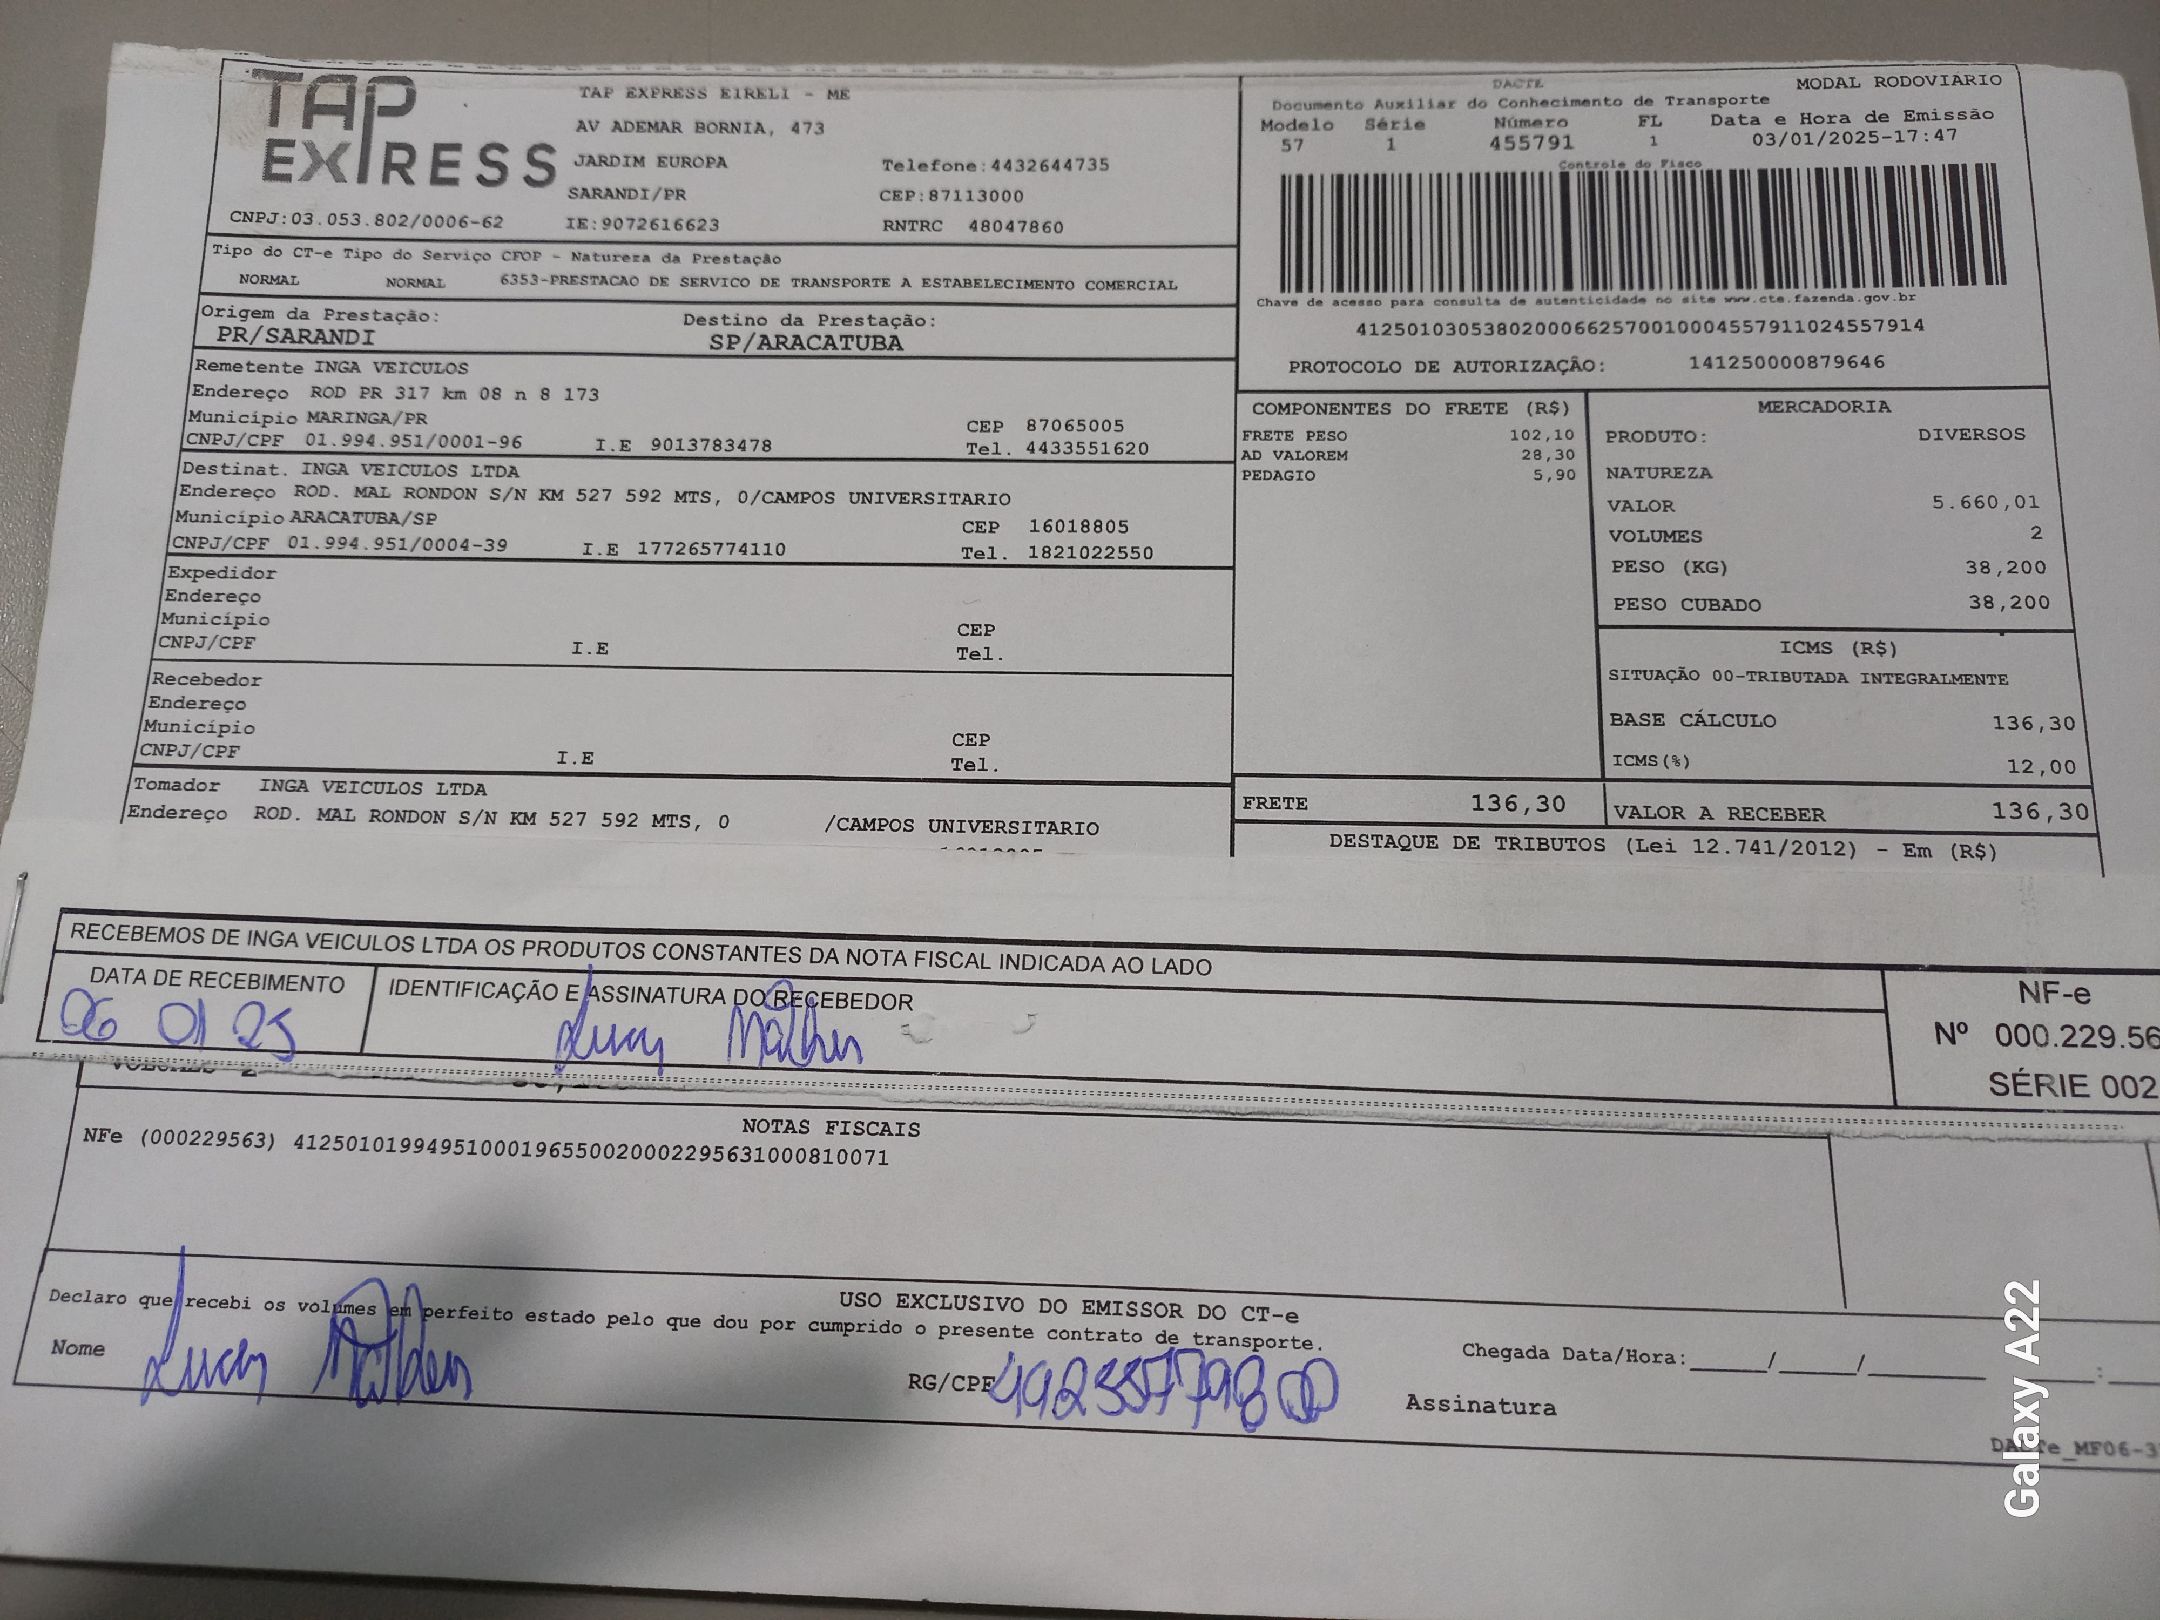 TAP EXPRESS
TAP EXPRESS EIRELI - ME
AV ADEMAR BORNIA, 473
JARDIM EUROPA Telefone:4432644735
SARANDI/PR CEP:87113000
CNPJ:03.053.802/0006-62 IE:9072616623 RNTRC 48047860
DACTE MODAL RODOVIÁRIO
Documento Auxiliar do Conhecimento de Transporte
Modelo Série Número FL Data e Hora de Emissão
57 1 455791 1 03/01/2025-17:47
Controle do Fisco
Chave de acesso para consulta de autenticidade no site www.cte.fazenda.gov.br
41250103053802000662570010004557911024557914
PROTOCOLO DE AUTORIZAÇÃO: 141250000879646
Tipo do CT-e Tipo do Serviço CFOP - Natureza da Prestação
NORMAL NORMAL 6353-PRESTACAO DE SERVICO DE TRANSPORTE A ESTABELECIMENTO COMERCIAL
Origem da Prestação: Destino da Prestação:
PR/SARANDI SP/ARACATUBA
Remetente INGA VEICULOS
Endereço ROD PR 317 km 08 n 8 173
Município MARINGA/PR CEP 87065005
CNPJ/CPF 01.994.951/0001-96 I.E 9013783478 Tel. 4433551620
Destinat. INGA VEICULOS LTDA
Endereço ROD. MAL RONDON S/N KM 527 592 MTS, 0/CAMPOS UNIVERSITARIO
Município ARACATUBA/SP CEP 16018805
CNPJ/CPF 01.994.951/0004-39 I.E 177265774110 Tel. 1821022550
Expedidor
Endereço
Município CEP
CNPJ/CPF I.E Tel.
Recebedor
Endereço
Município CEP
CNPJ/CPF I.E Tel.
Tomador INGA VEICULOS LTDA
Endereço ROD. MAL RONDON S/N KM 527 592 MTS, 0 /CAMPOS UNIVERSITARIO
COMPONENTES DO FRETE (R$)
FRETE PESO 102,10
AD VALOREM 28,30
PEDAGIO 5,90
MERCADORIA
PRODUTO: DIVERSOS
NATUREZA
VALOR 5.660,01
VOLUMES 2
PESO (KG) 38,200
PESO CUBADO 38,200
ICMS (R$)
SITUAÇÃO 00-TRIBUTADA INTEGRALMENTE
BASE CÁLCULO 136,30
ICMS(%) 12,00
FRETE 136,30 VALOR A RECEBER 136,30
DESTAQUE DE TRIBUTOS (Lei 12.741/2012) - Em (R$)
RECEBEMOS DE INGA VEICULOS LTDA OS PRODUTOS CONSTANTES DA NOTA FISCAL INDICADA AO LADO
DATA DE RECEBIMENTO IDENTIFICAÇÃO E ASSINATURA DO RECEBEDOR
06 01 25
NF-e
Nº 000.229.56
SÉRIE 002
NOTAS FISCAIS
NFe (000229563) 41250101994951000196550020002295631000810071
USO EXCLUSIVO DO EMISSOR DO CT-e
Declaro que recebi os volumes em perfeito estado pelo que dou por cumprido o presente contrato de transporte.
Nome RG/CPF Chegada Data/Hora:_____/_____/_______ _____:
Assinatura
DACTe_MF06-3
Galaxy A22